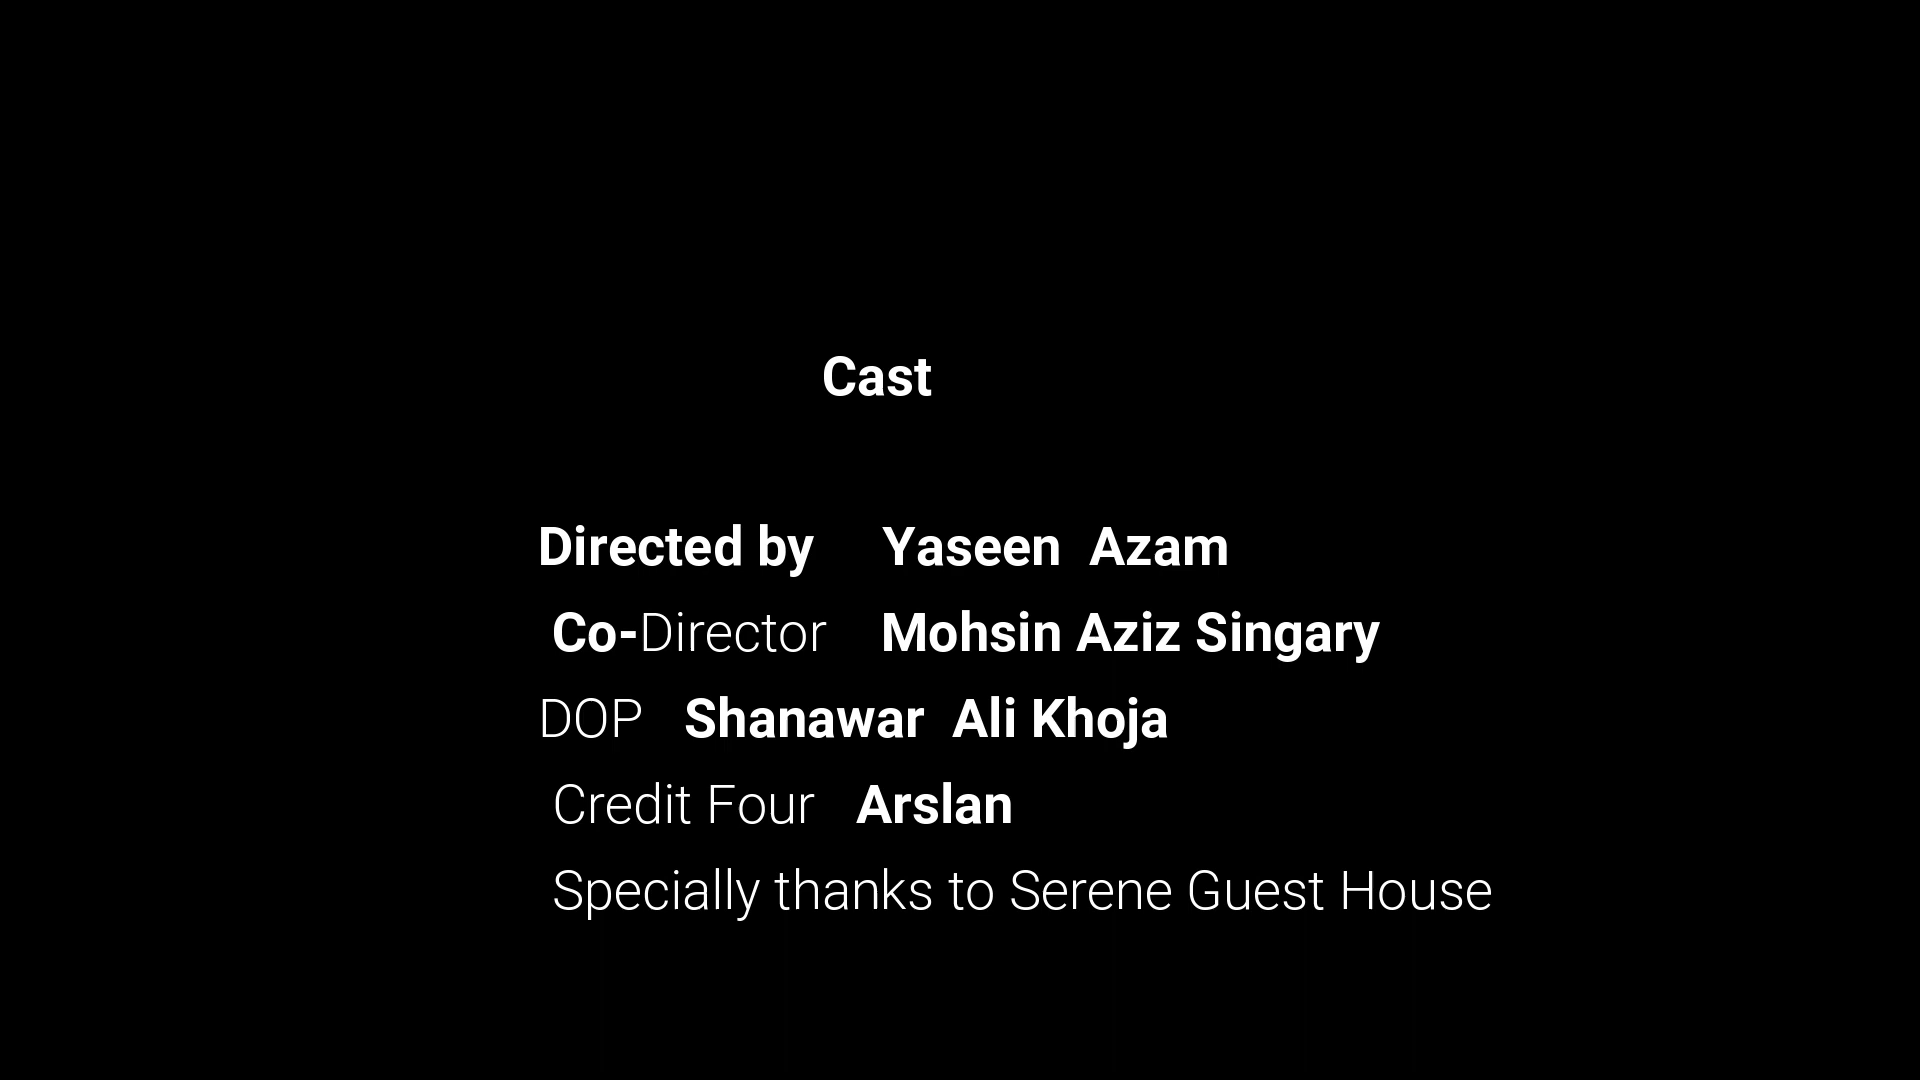 Cast
Directed by Yaseen Azam
Co-Director Mohsin Aziz Singary
DOP Shanawar Ali Khoja
Credit Four Arslan
Specially thanks to Serene Guest House